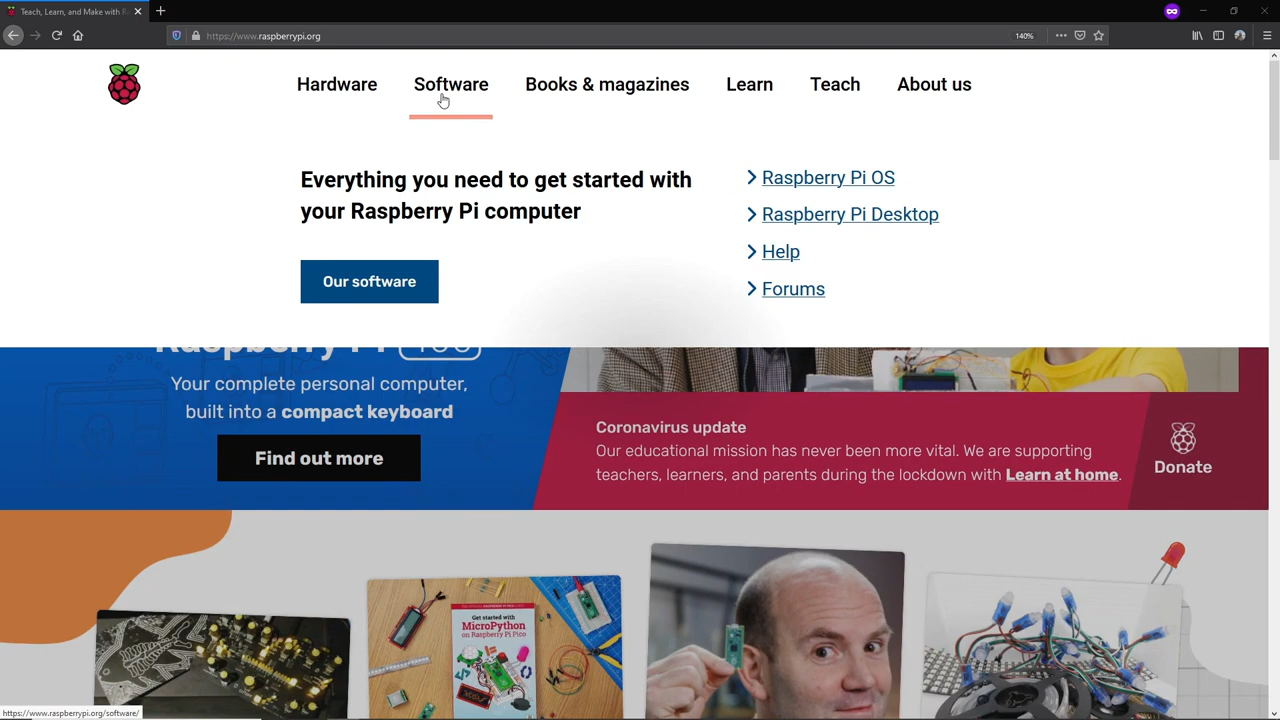 Teach, Learn, and Make with Ra
https://www.raspberrypi.org
140%
Hardware
Software
Books & magazines
Learn
Teach
About us
Everything you need to get started with
your Raspberry Pi computer
Our software
Raspberry Pi OS
Raspberry Pi Desktop
Help
Forums
Raspberry Pi 400
Your complete personal computer,
built into a compact keyboard
Find out more
Coronavirus update
Our educational mission has never been more vital. We are supporting
teachers, learners, and parents during the lockdown with Learn at home.
Donate
Get started with
MicroPython
on Raspberry Pi Pico
https://www.raspberrypi.org/software/